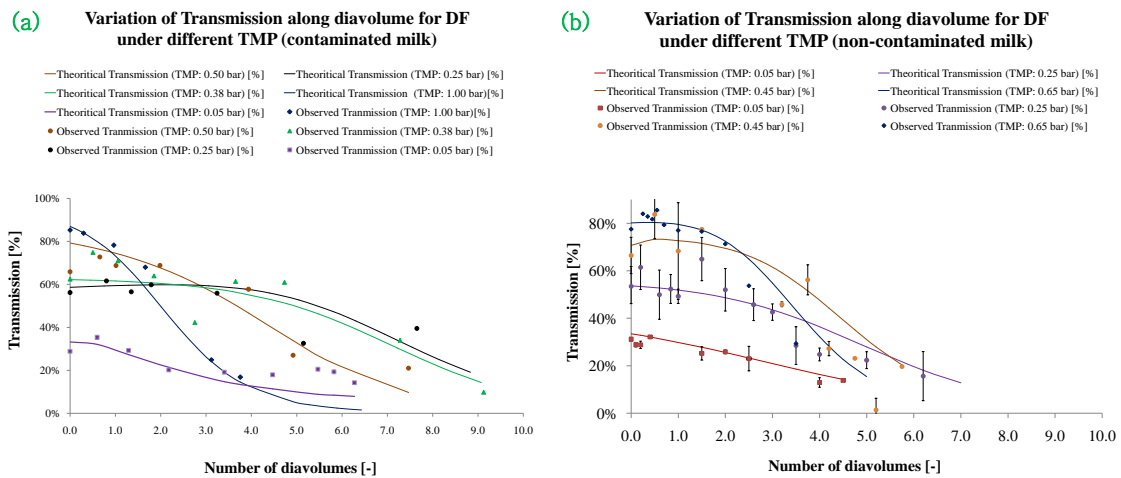 (a)
Variation of Transmission along diavolume for DF
under different TMP (contaminated milk)
Theoritical Transmission (TMP: 0.50 bar) [%]
Theoritical Transmission (TMP: 0.25 bar) [%]
Theoritical Transmission (TMP: 0.38 bar) [%]
Theoritical Transmission (TMP: 1.00 bar)[%]
Theoritical Transmission (TMP: 0.05 bar) [%]
Observed Tranmission (TMP: 1.00 bar) [%]
Observed Tranmission (TMP: 0.50 bar) [%]
Observed Tranmission (TMP: 0.38 bar) [%]
Observed Tranmission (TMP: 0.25 bar) [%]
Observed Tranmission (TMP: 0.05 bar) [%]
Transmission [%]
100%
80%
60%
40%
20%
0%
0.0 1.0 2.0 3.0 4.0 5.0 6.0 7.0 8.0 9.0 10.0
Number of diavolumes [-]
(b)
Variation of Transmission along diavolume for DF
under different TMP (non-contaminated milk)
Theoritical Transmission (TMP: 0.05 bar) [%]
Theoritical Transmission (TMP: 0.25 bar) [%]
Theoritical Transmission (TMP: 0.45 bar) [%]
Theoritical Transmission (TMP: 0.65 bar) [%]
Observed Tranmission (TMP: 0.05 bar) [%]
Observed Tranmission (TMP: 0.25 bar) [%]
Observed Tranmission (TMP: 0.45 bar) [%]
Observed Tranmission (TMP: 0.65 bar) [%]
Transmission [%]
80%
60%
40%
20%
0%
0.0 1.0 2.0 3.0 4.0 5.0 6.0 7.0 8.0 9.0 10.0
Number of diavolumes [-]